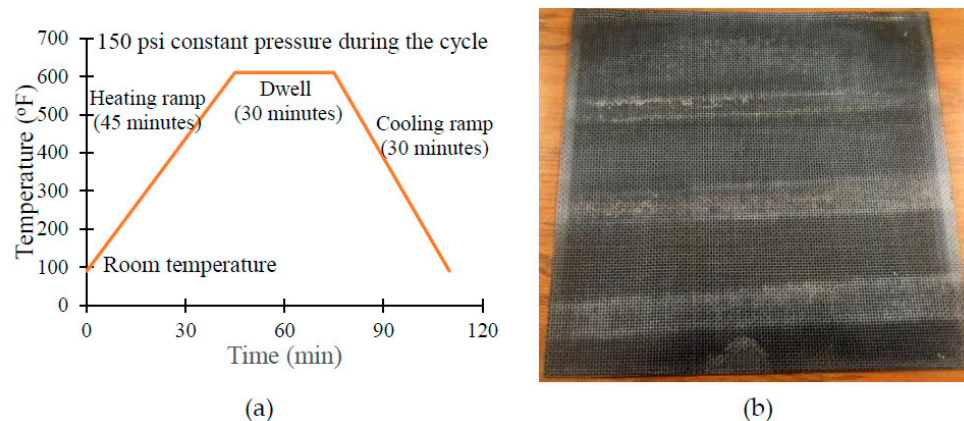 700
150 psi constant pressure during the cycle
600
Heating ramp
(45 minutes)
Dwell
(30 minutes)
500
Cooling ramp
(30 minutes)
400
300
200
100
Room temperature
0
Temperature (ºF)
0 30 60 90 120
Time (min)
(a) (b)